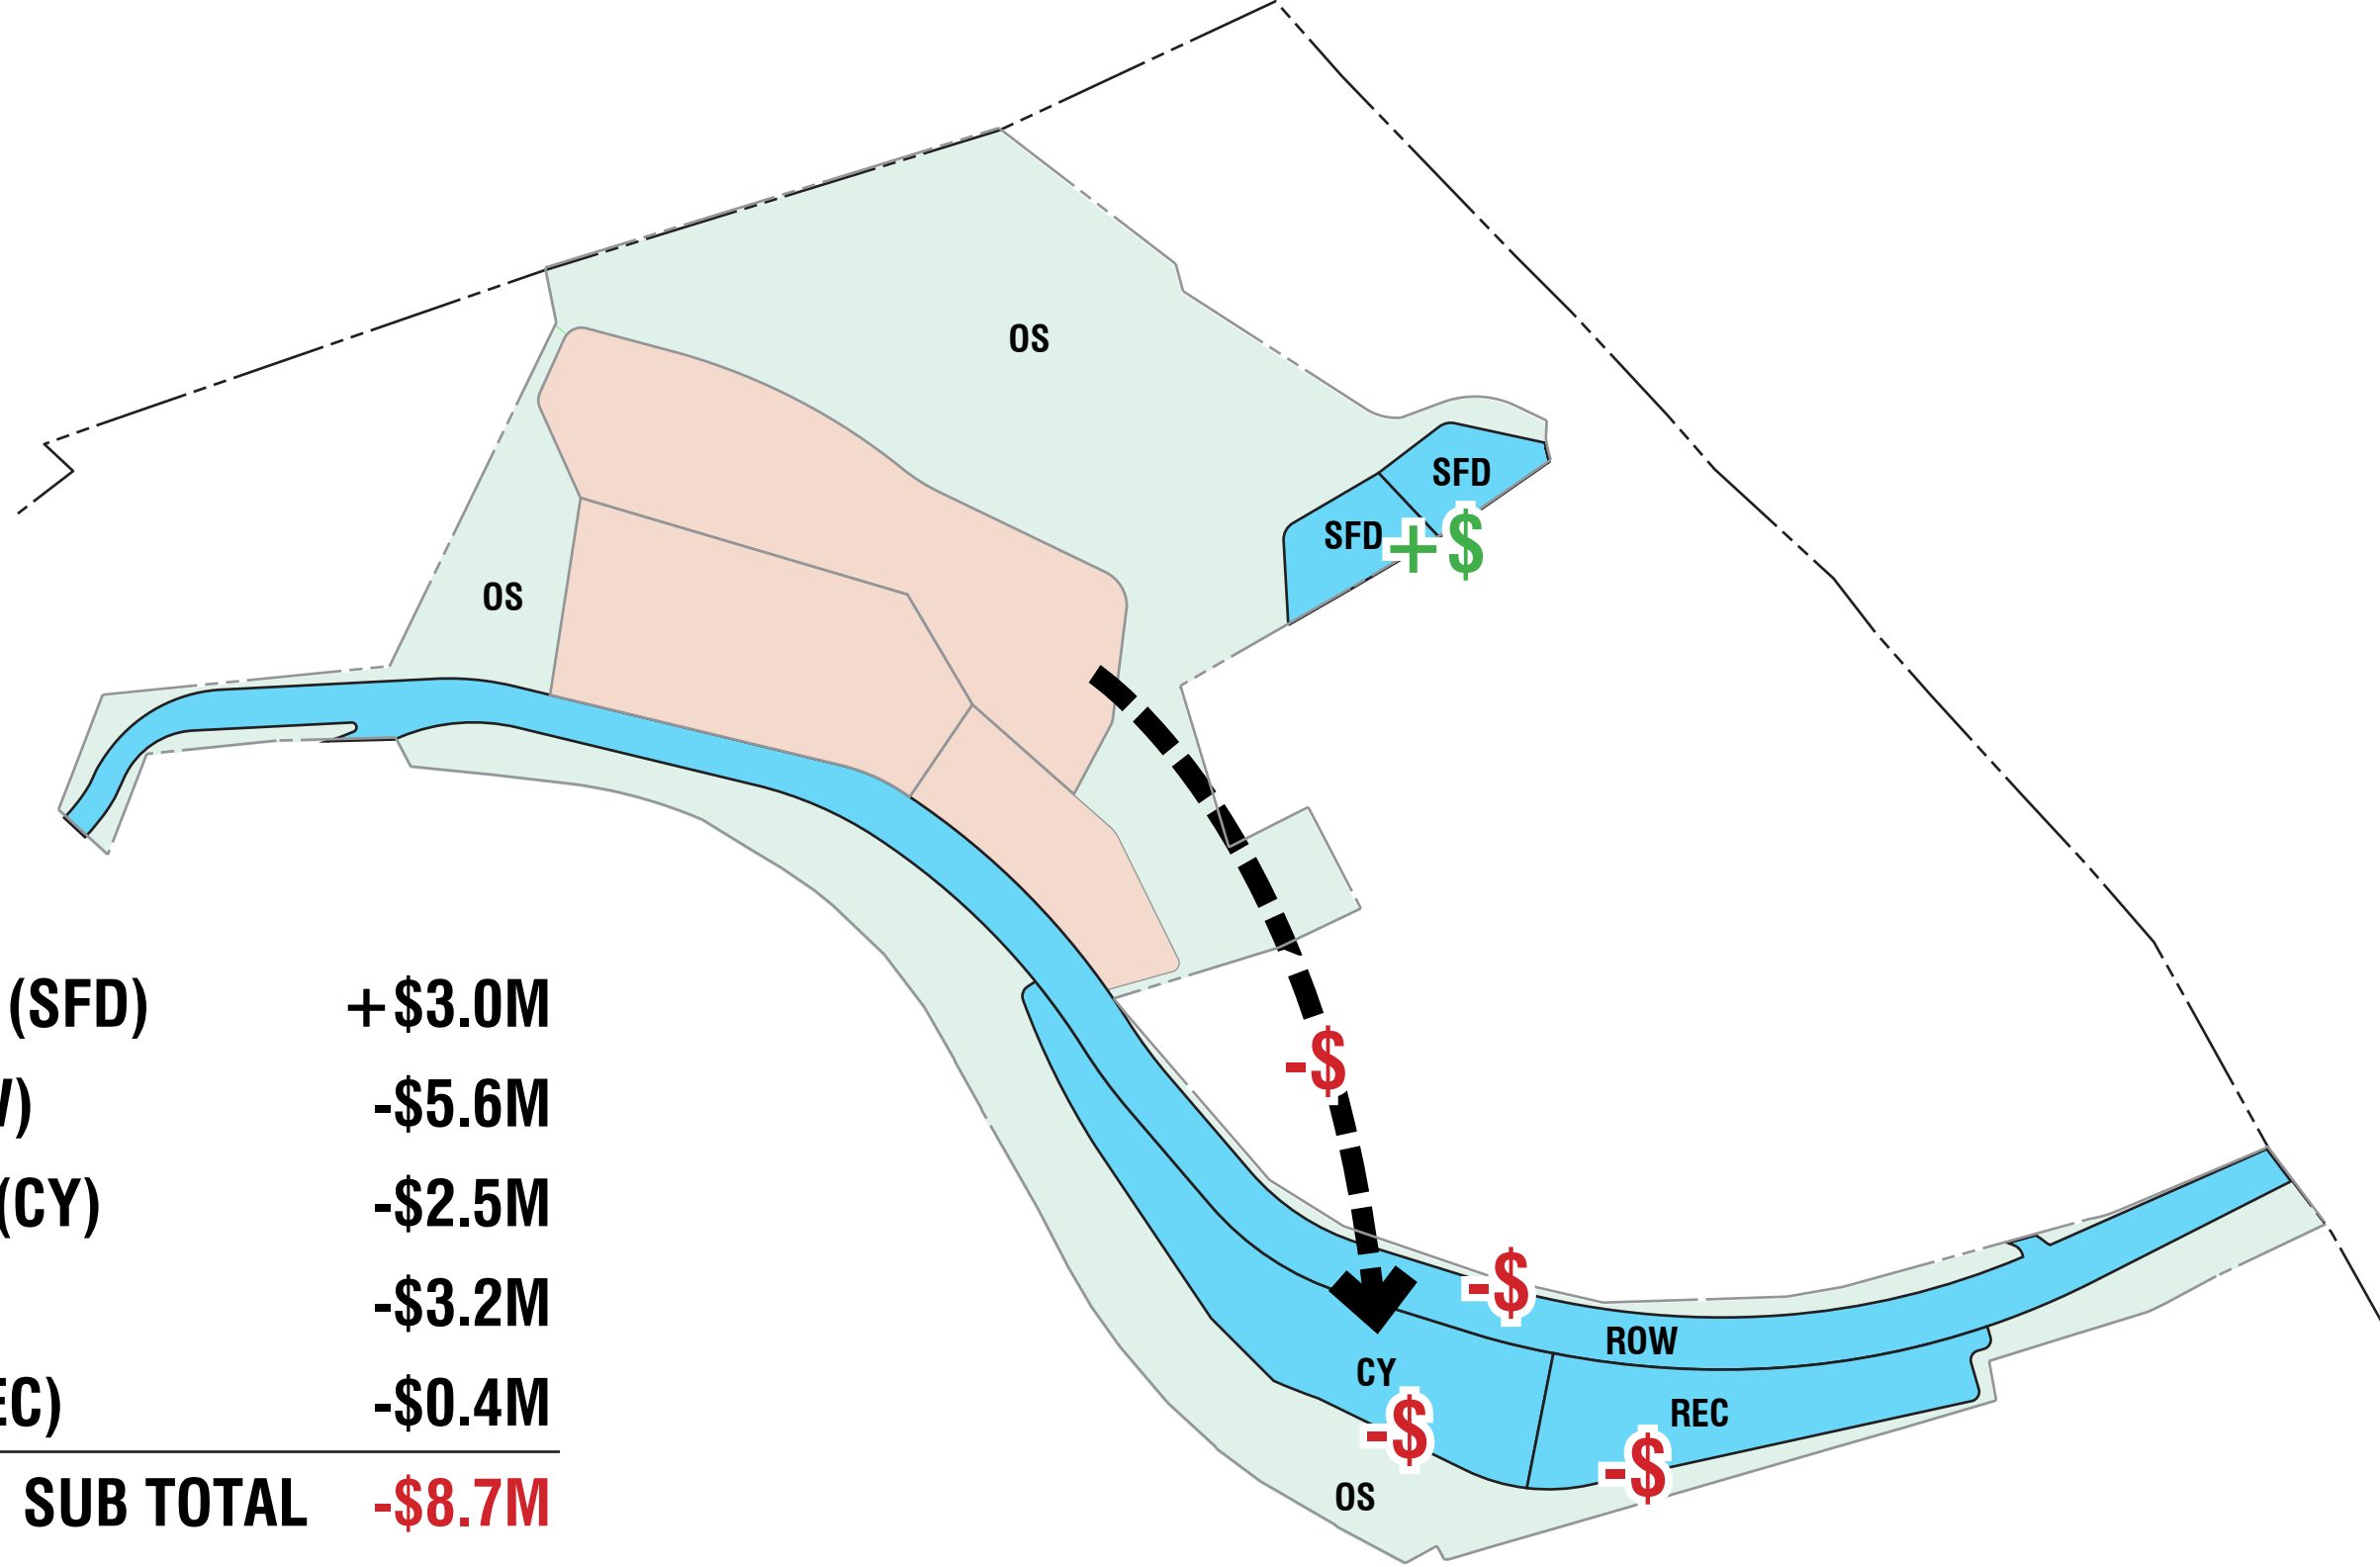 OS
SFD
SFD
+$
OS
(SFD) +$3.0M
-$
) -$5.6M
(CY) -$2.5M
-$
-$3.2M
ROW
CY
EC) -$0.4M
REC
-$
-$
SUB TOTAL -$8.7M
OS